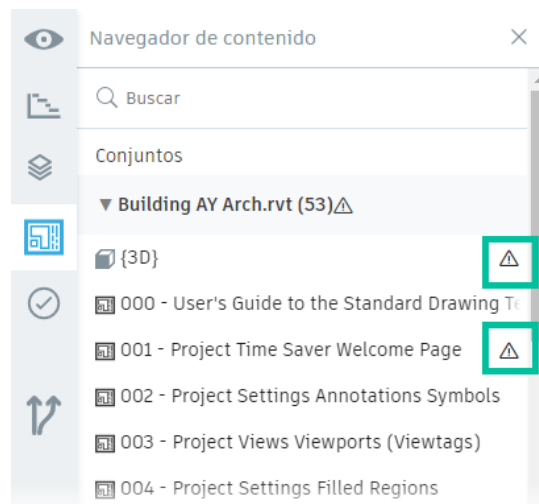 Navegador de contenido
Buscar
Conjuntos
Building AY Arch.rvt (53)
{3D}
000 - User's Guide to the Standard Drawing Te
001 - Project Time Saver Welcome Page
002 - Project Settings Annotations Symbols
003 - Project Views Viewports (Viewtags)
004 - Project Settings Filled Regions